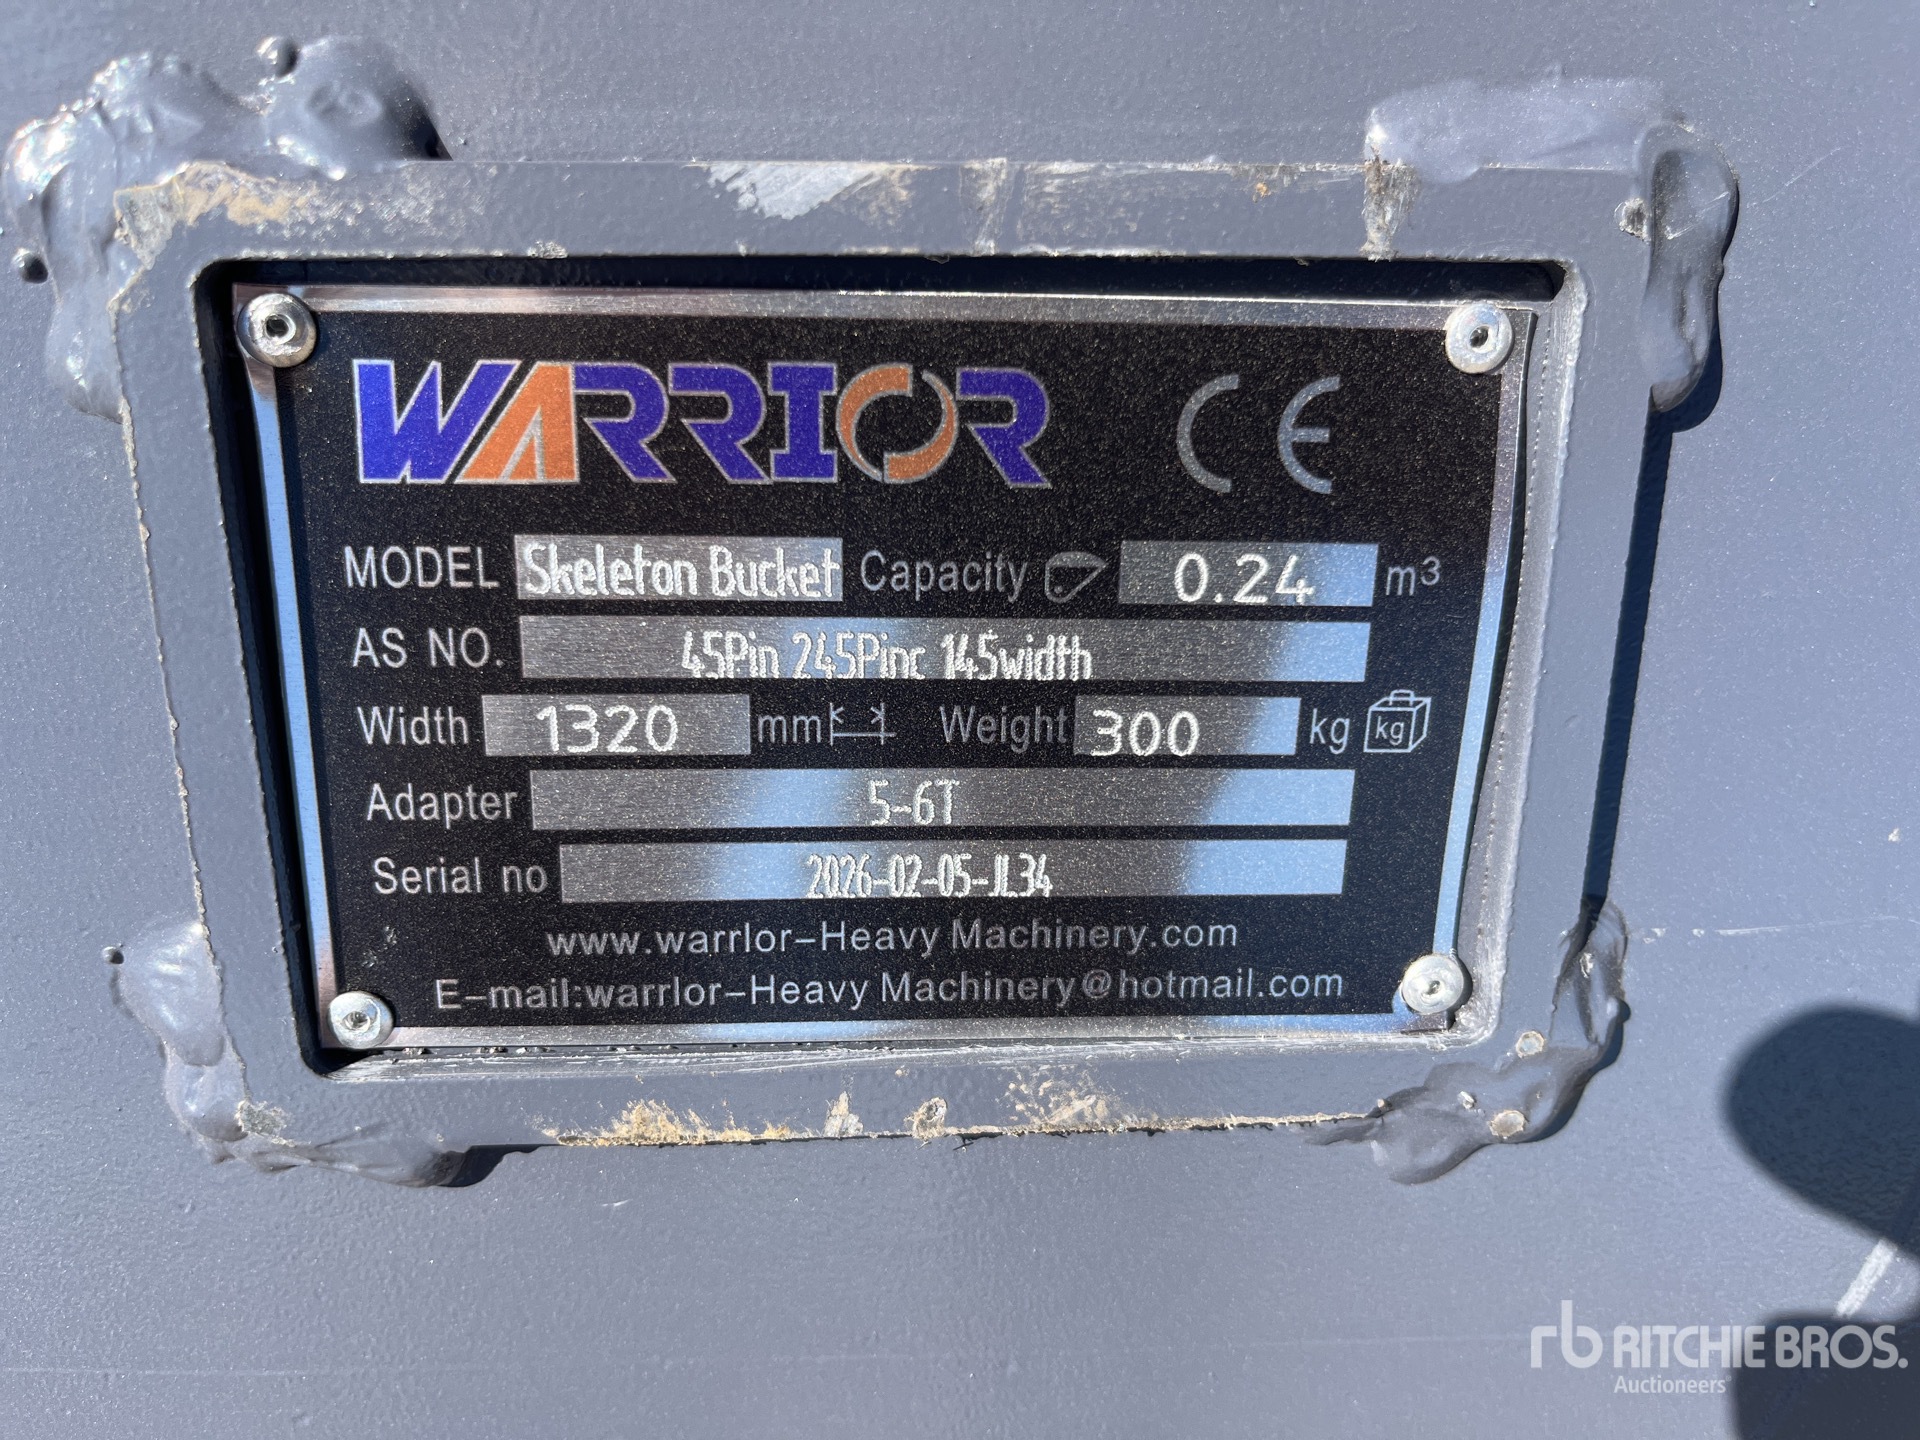 WARRIOR CE
MODEL Skeleton Bucket Capacity 0.24 m³
AS NO. 45Pin 245Pinc 145width
Width 1320 mm Weight 300 kg kg
Adapter 5-6T
Serial no 2026-02-05-JL34
www.warrlor-Heavy Machinery.com
E-mail:warrlor-Heavy Machinery@hotmail.com
rb RITCHIE BROS.
Auctioneers